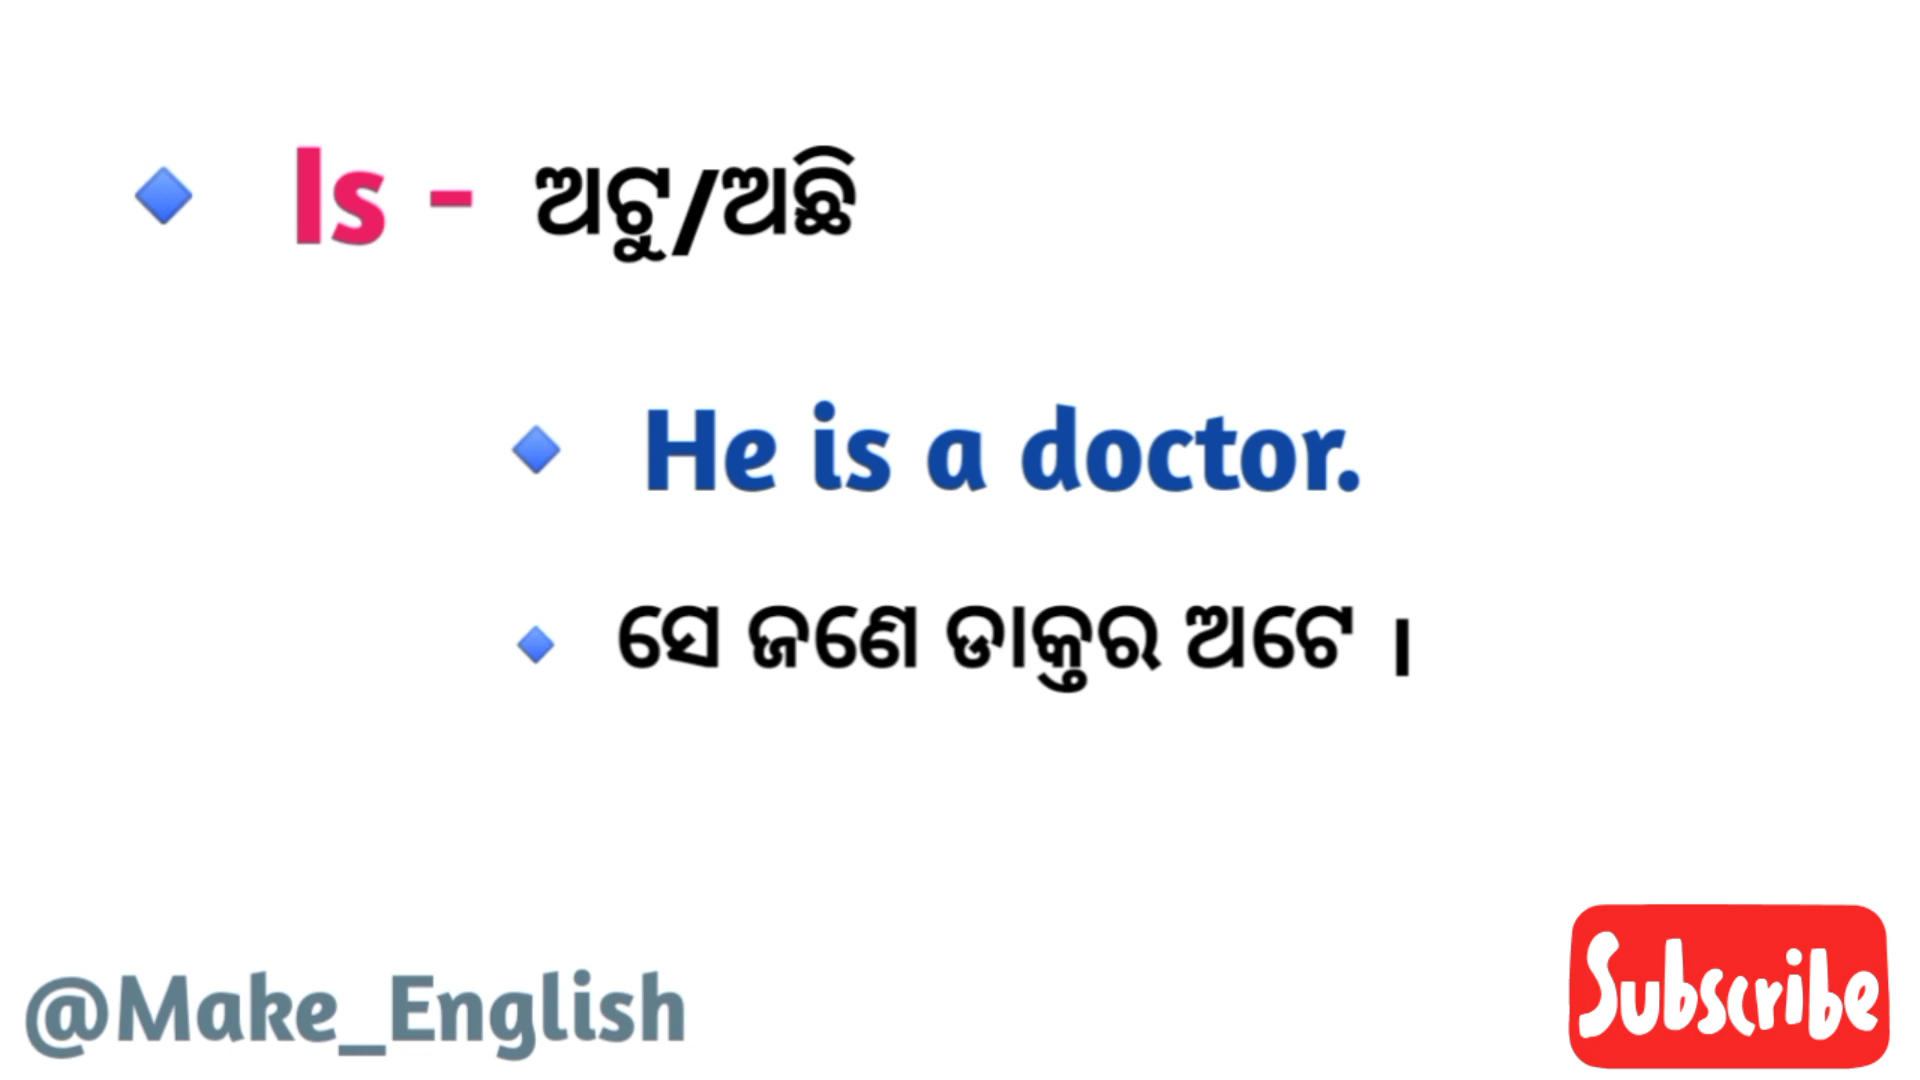 Is - ଅଟୁ/ଅଛି
He is a doctor.
ସେ ଜଣେ ଡାକ୍ତର ଅଟେ ।
@Make_English
Subscribe